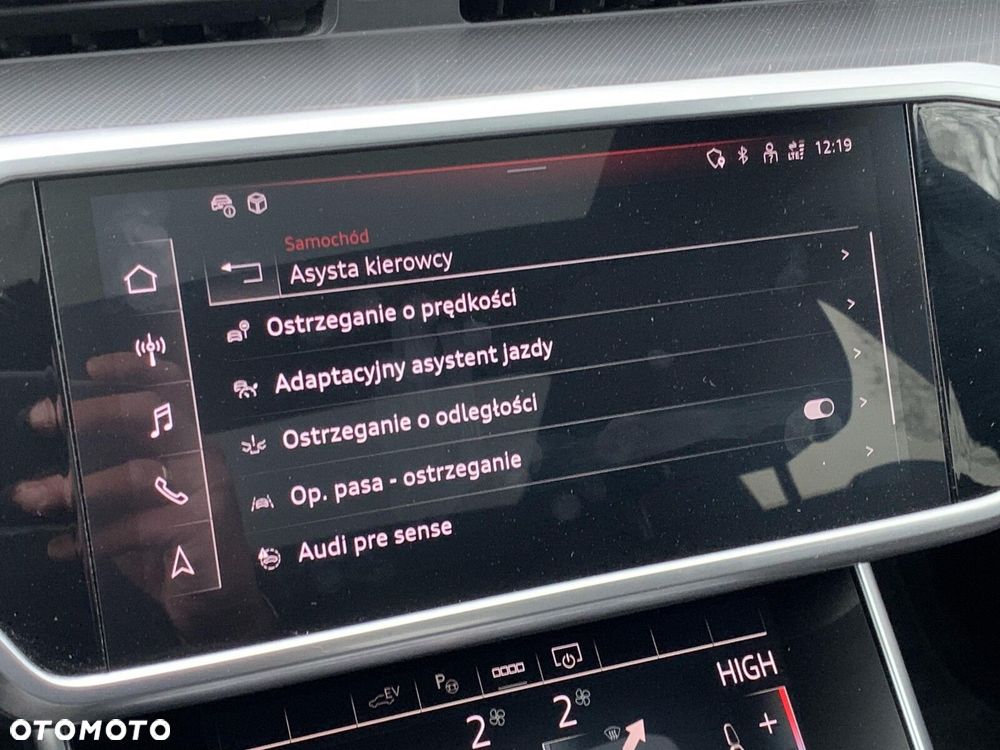 LTE
12:19
Samochód
Asysta kierowcy
Ostrzeganie o prędkości
Adaptacyjny asystent jazdy
Ostrzeganie o odległości
Op. pasa - ostrzeganie
Audi pre sense
EV
P
HIGH
2
2
+
OTOMOTO